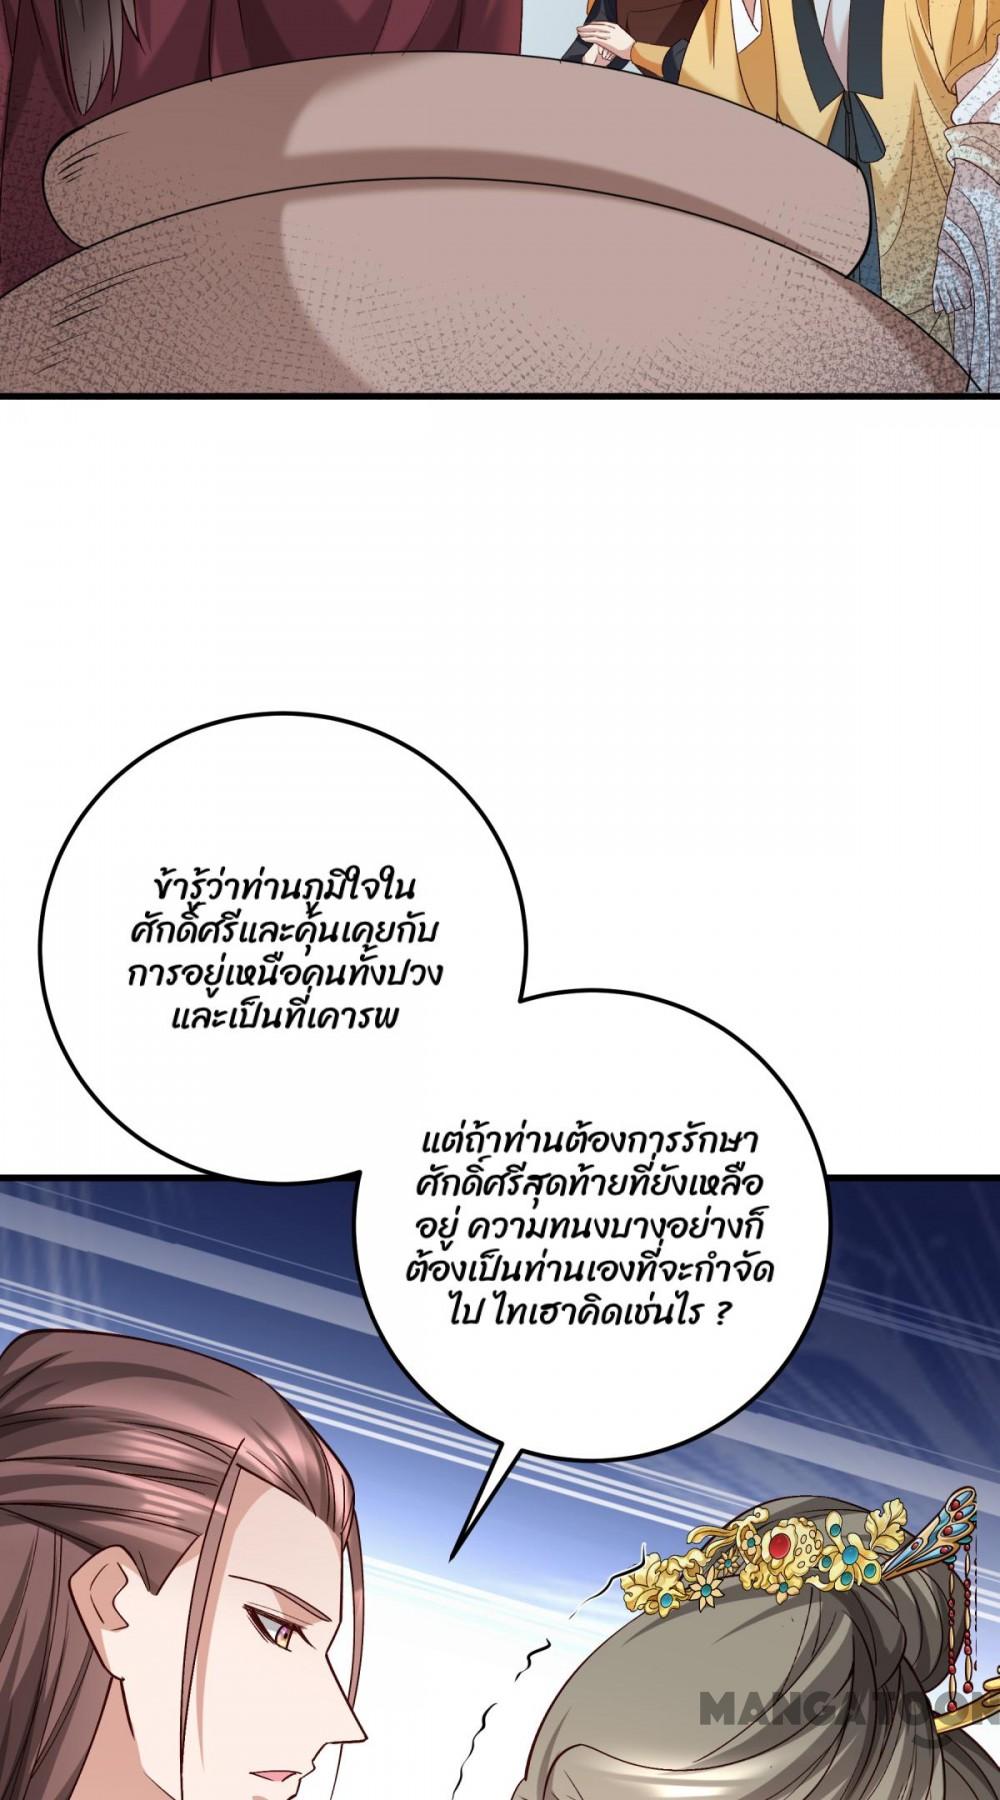 ข้ารู้ว่าท่านภูมิใจใน
ศักดิ์ศรีและคุ้นเคยกับ
การอยู่เหนือคนทั้งปวง
และเป็นที่เคารพ
แต่ถ้าท่านต้องการรักษา
ศักดิ์ศรีสุดท้ายที่ยังเหลือ
อยู่ ความทนงบางอย่างก็
ต้องเป็นท่านเองที่จะกำจัด
ไป ไทเฮาคิดเช่นไร ?
MANGATOON